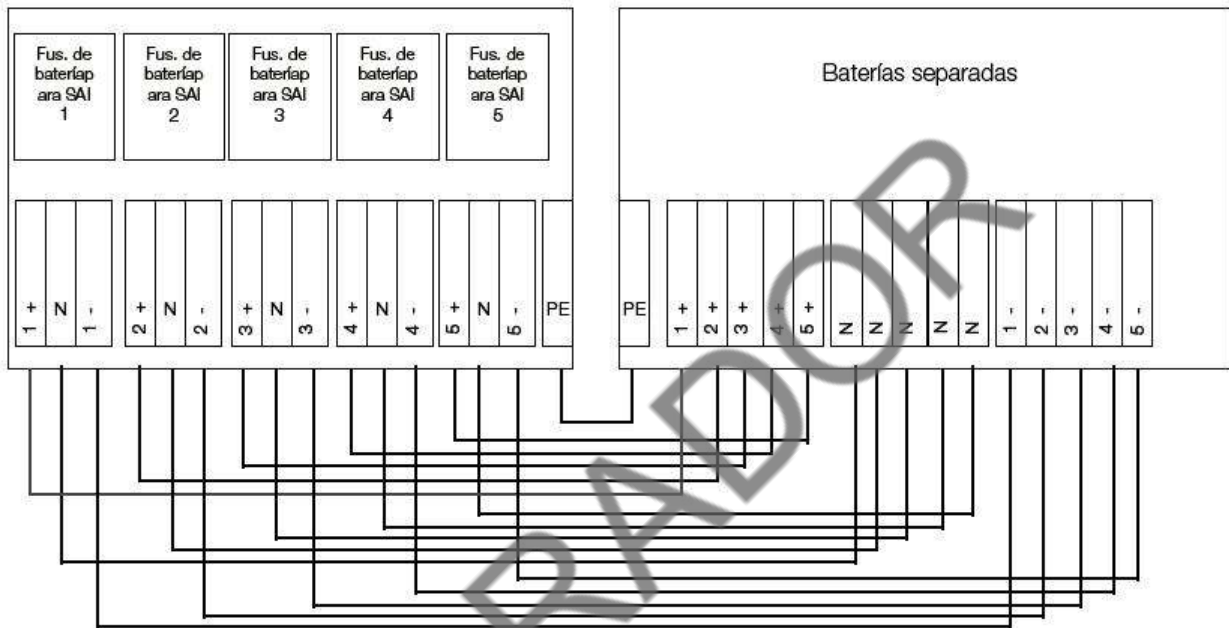 Fus. de
bateríap
ara SAI
1
Fus. de
bateríap
ara SAI
2
Fus. de
bateríap
ara SAI
3
Fus. de
bateríap
ara SAI
4
Fus. de
bateríap
ara SAI
5
Baterías separadas
1 + N 1 - 2 + N 2 - 3 + N 3 - 4 + N 4 - 5 + N 5 - PE
PE 1 + 2 + 3 + 4 + 5 + N N N N N 1 - 2 - 3 - 4 - 5 -
RADOR